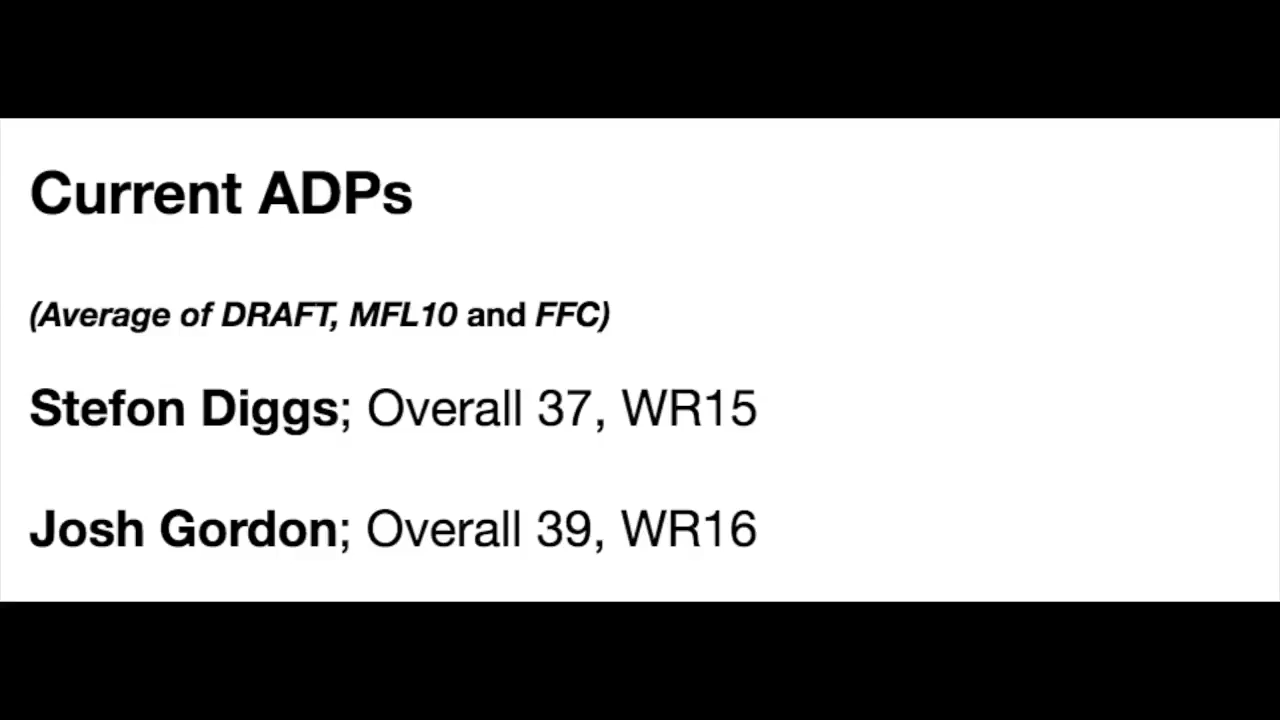 Current ADPs
(Average of DRAFT, MFL10 and FFC)
Stefon Diggs; Overall 37, WR15
Josh Gordon; Overall 39, WR16